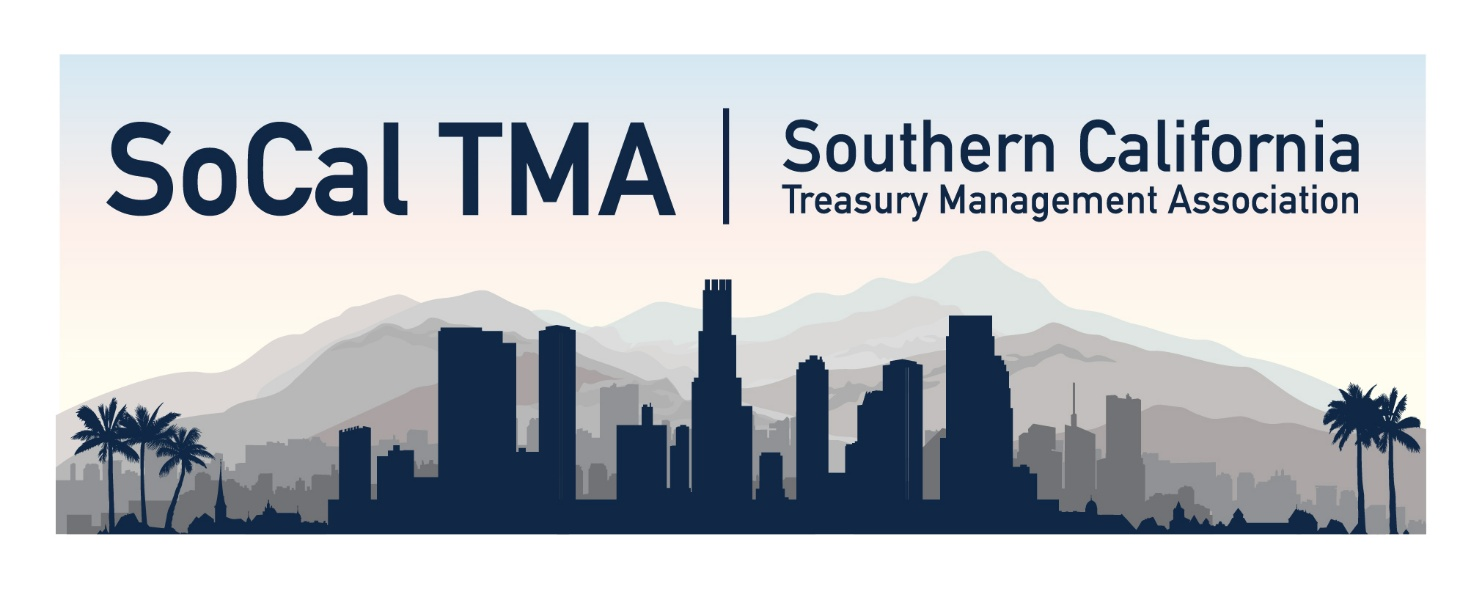 SoCal TMA
Southern California
Treasury Management Association